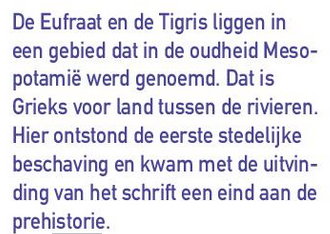 De Eufraat en de Tigris liggen in
een gebied dat in de oudheid Meso-
potamië werd genoemd. Dat is
Grieks voor land tussen de rivieren.
Hier ontstond de eerste stedelijke
beschaving en kwam met de uitvin-
ding van het schrift een eind aan de
prehistorie.